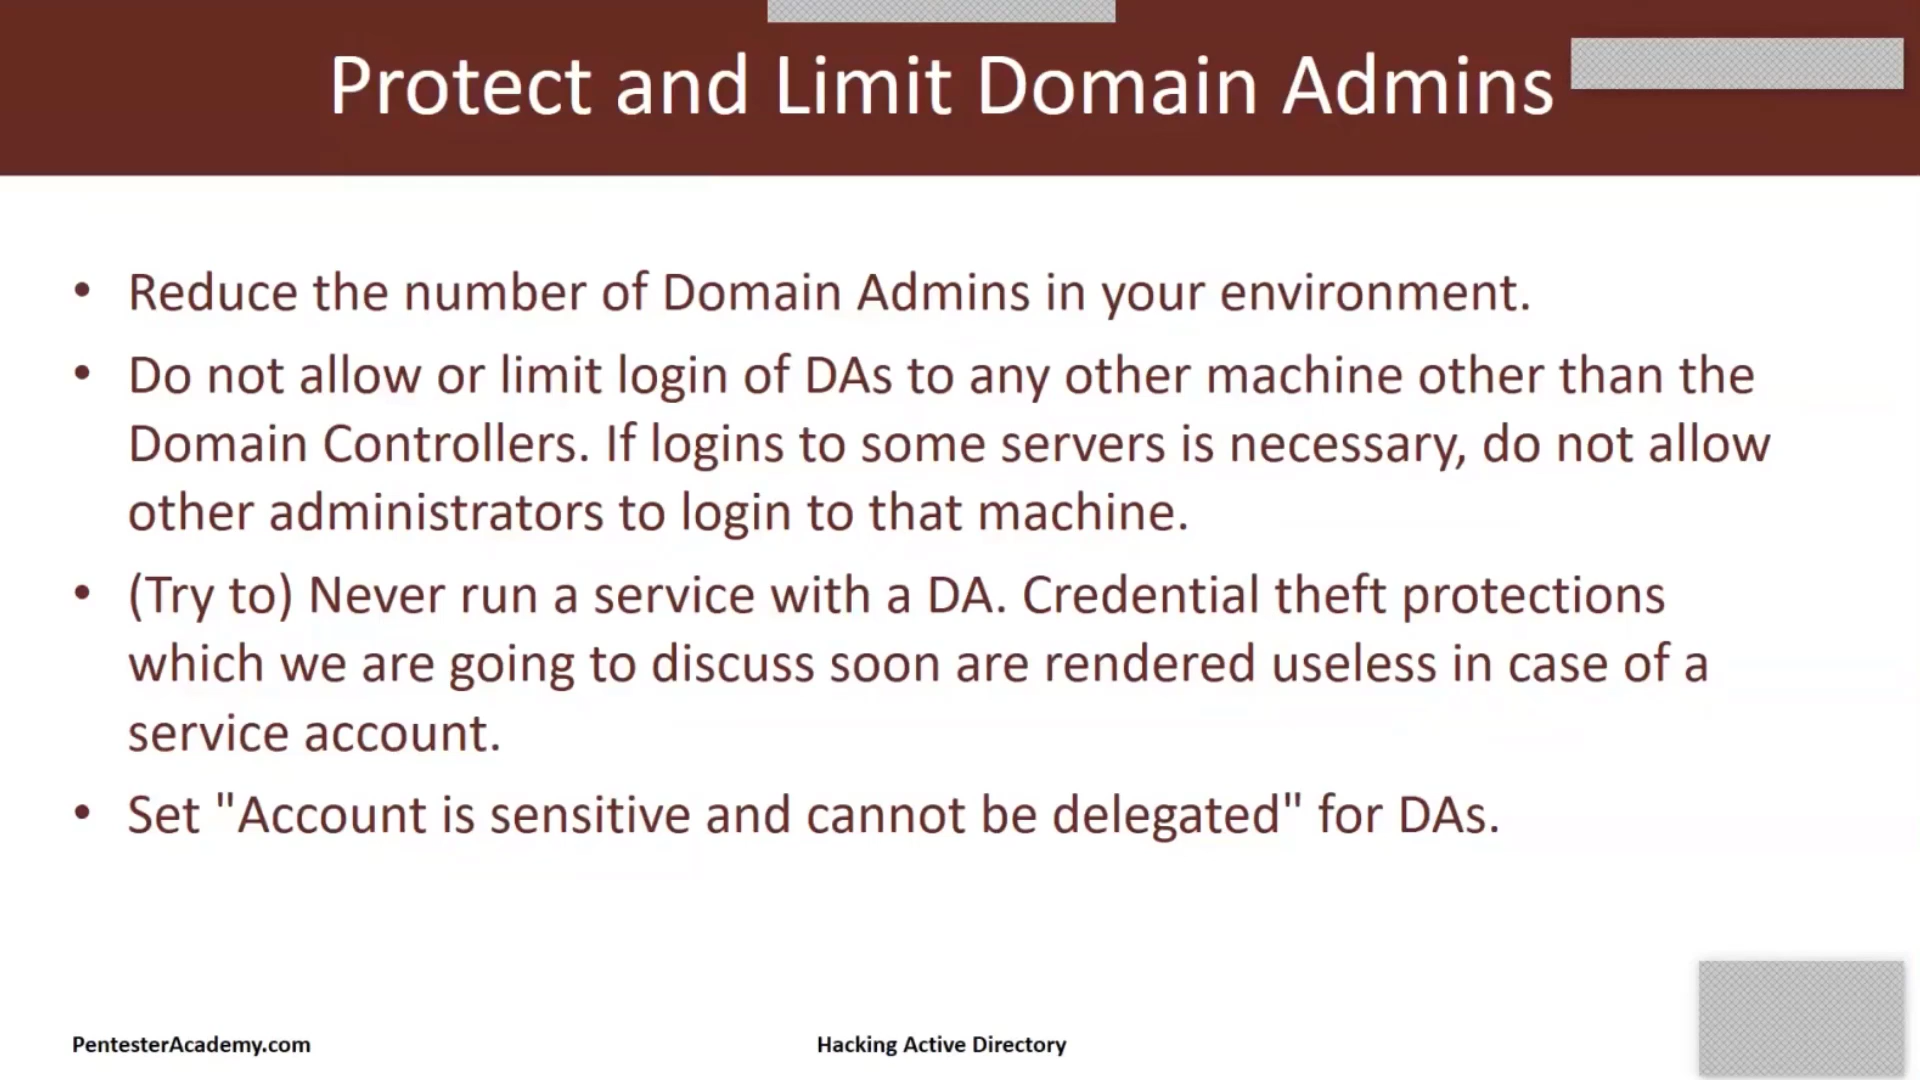 Protect and Limit Domain Admins
• Reduce the number of Domain Admins in your environment.
• Do not allow or limit login of DAs to any other machine other than the
Domain Controllers. If logins to some servers is necessary, do not allow
other administrators to login to that machine.
• (Try to) Never run a service with a DA. Credential theft protections
which we are going to discuss soon are rendered useless in case of a
service account.
• Set "Account is sensitive and cannot be delegated" for DAs.
PentesterAcademy.com
Hacking Active Directory